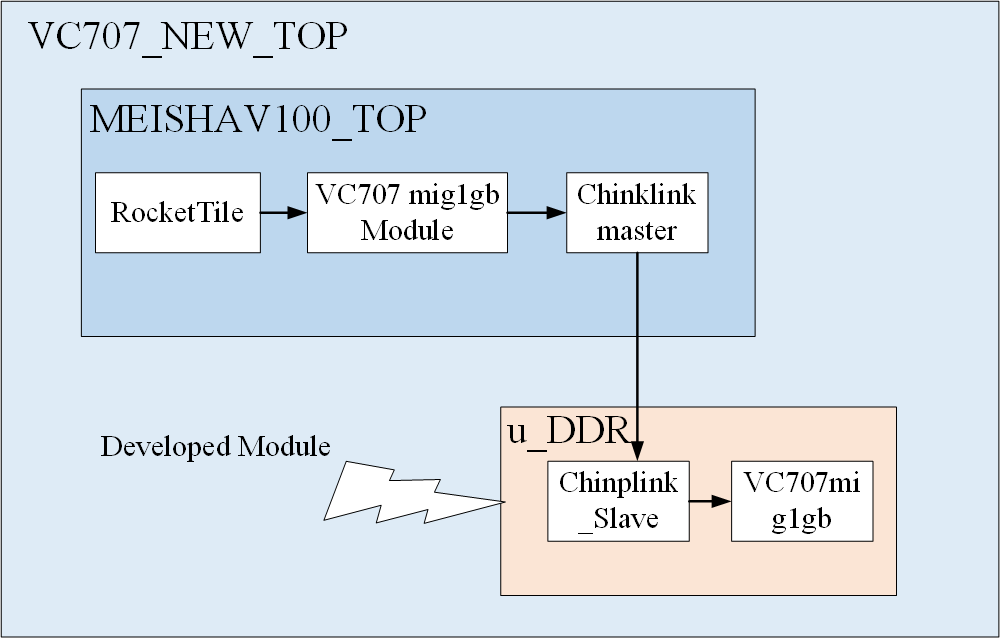 VC707_NEW_TOP
MEISHAV100_TOP
RocketTile
VC707 mig1gb
Module
Chinklink
master
u_DDR
Developed Module
Chinplink
_Slave
VC707mi
g1gb